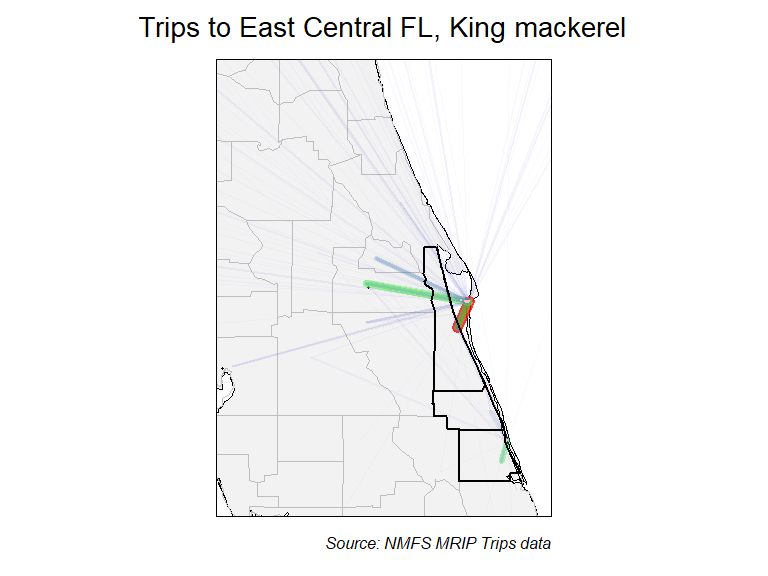 Trips to East Central FL, King mackerel
Source: NMFS MRIP Trips data